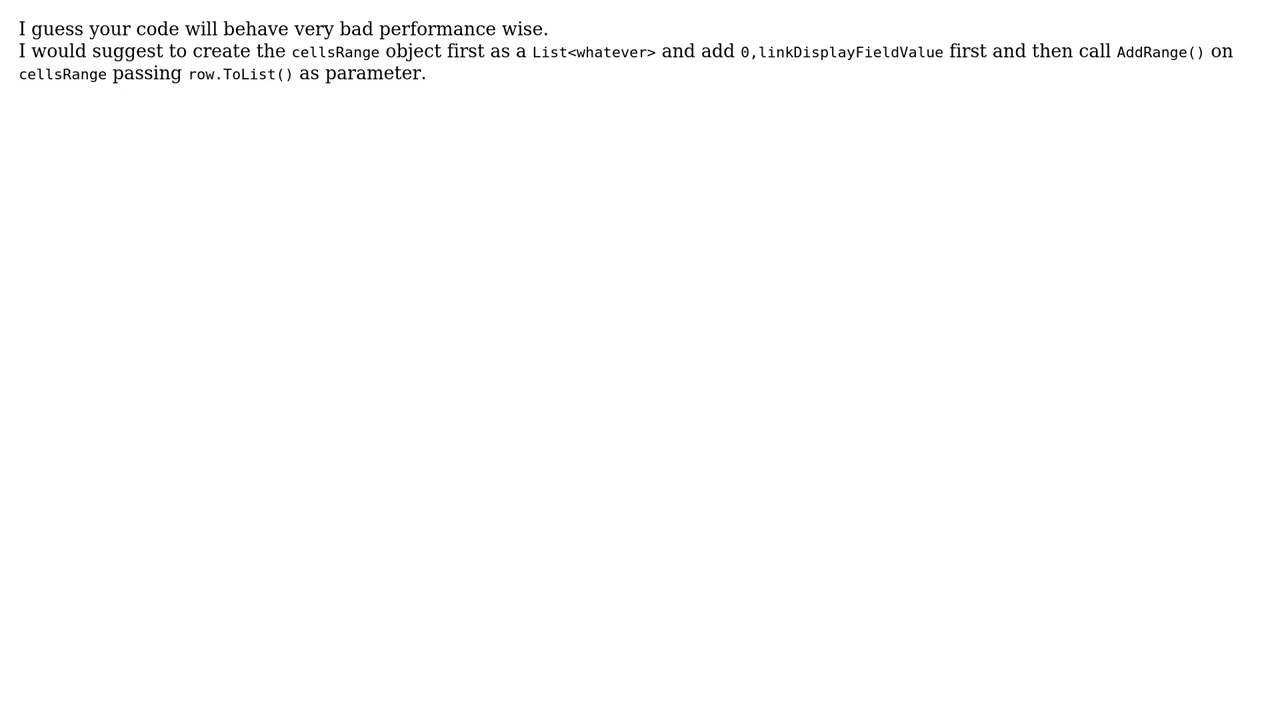 I guess your code will behave very bad performance wise.
I would suggest to create the cellsRange object first as a List<whatever> and add 0,linkDisplayFieldValue first and then call AddRange() on
cellsRange passing row.ToList() as parameter.